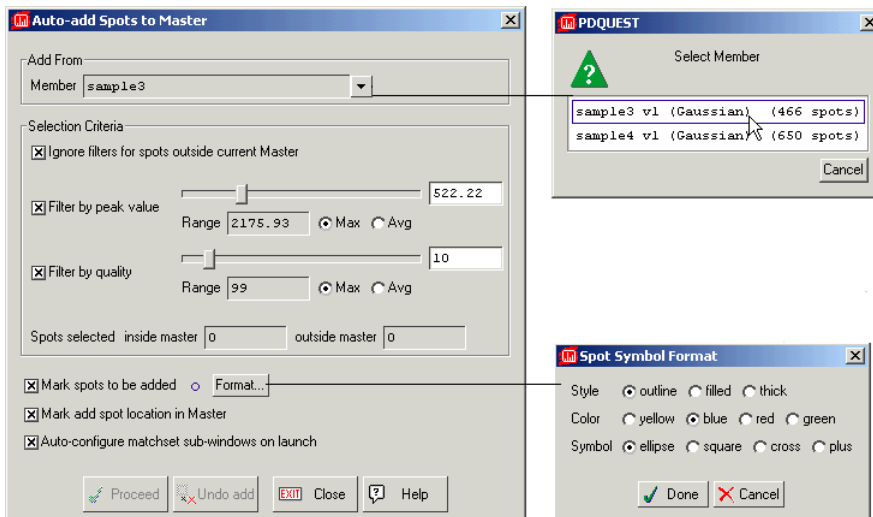 Auto-add Spots to Master
Add From
Member sample3
Selection Criteria
Ignore filters for spots outside current Master
Filter by peak value 522.22
Range 2175.93 Max Avg
Filter by quality 10
Range 99 Max Avg
Spots selected inside master 0 outside master 0
Mark spots to be added Format...
Mark add spot location in Master
Auto-configure matchset sub-windows on launch
Proceed Undo add EXIT Close ? Help
PDQUEST
? Select Member
sample3 v1 (Gaussian) (466 spots)
sample4 v1 (Gaussian) (650 spots)
Cancel
Spot Symbol Format
Style outline filled thick
Color yellow blue red green
Symbol ellipse square cross plus
Done Cancel